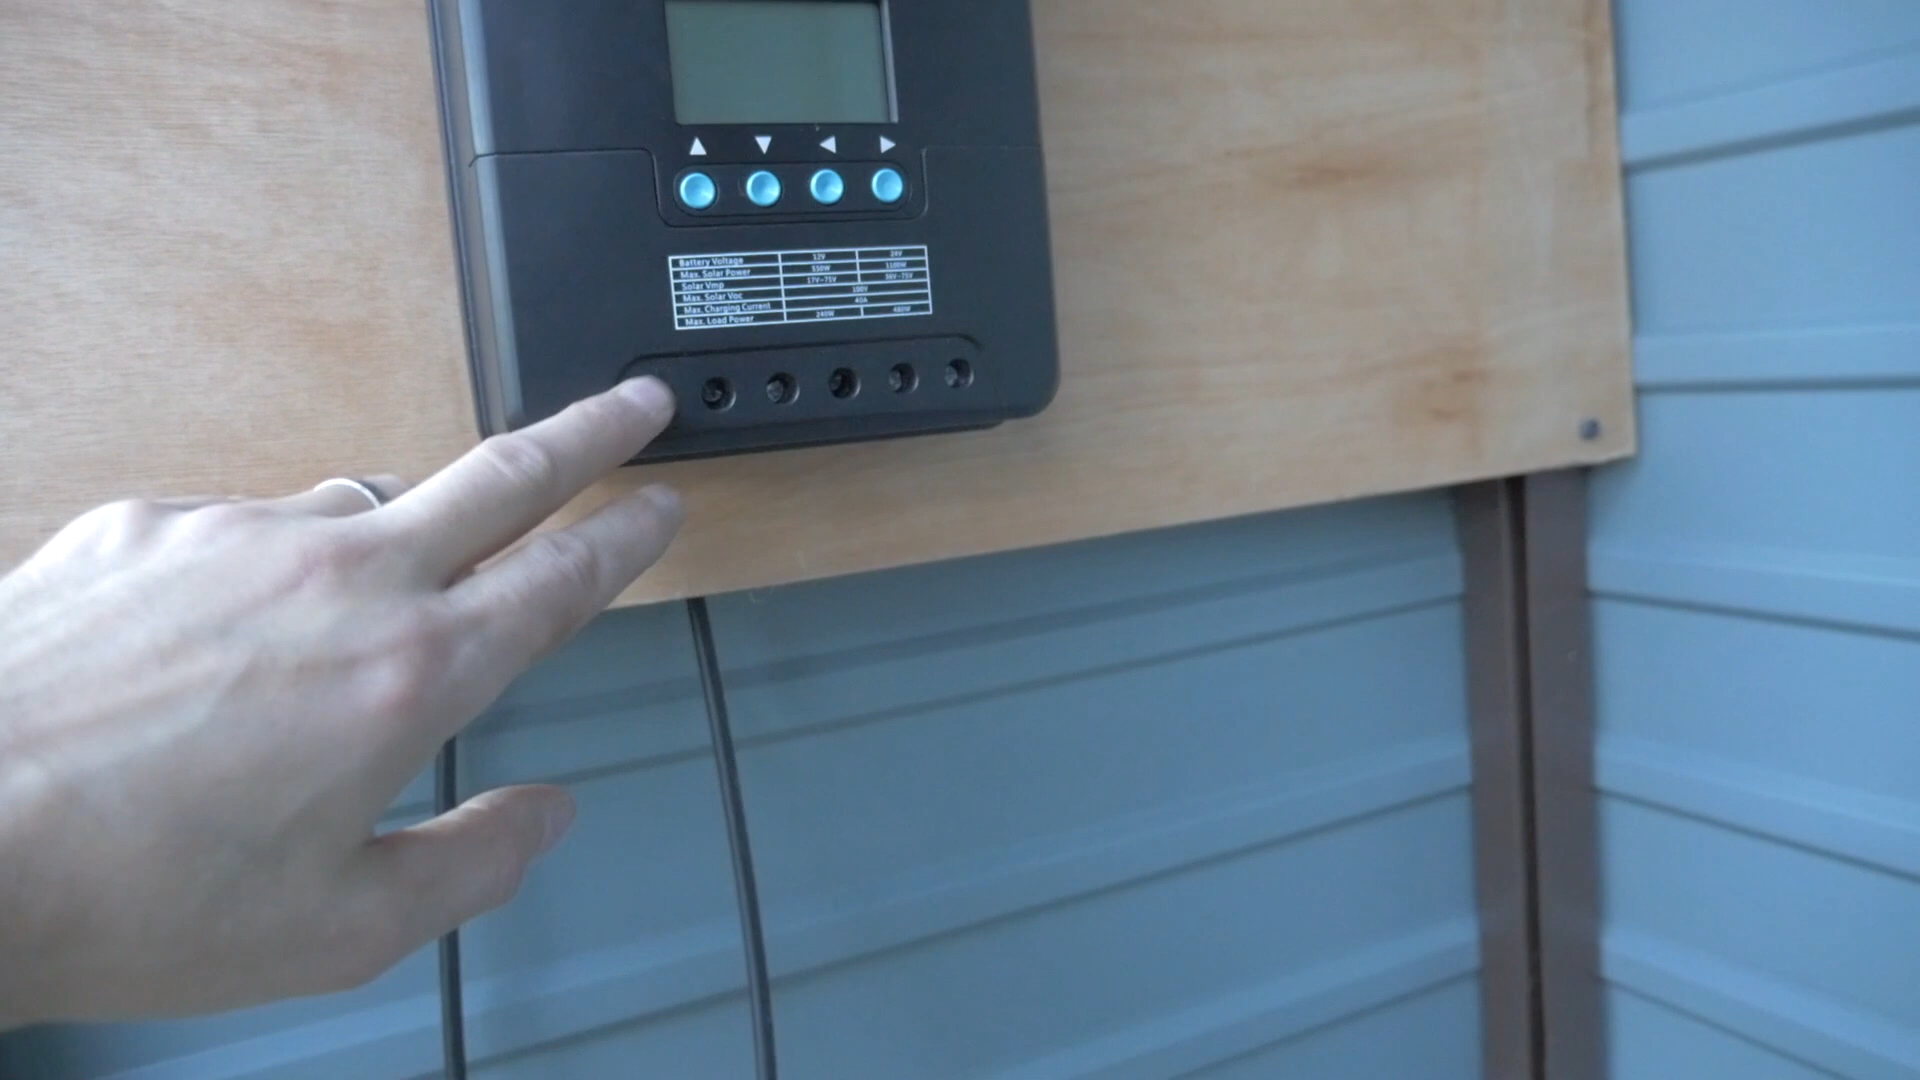 Battery Voltage 12V 24V
Max. Solar Power 550W 1100W
Solar Vmp 17V~75V 36V~75V
Max. Solar Voc 100V
Max. Charging Current 40A
Max. Load Power 240W 480W